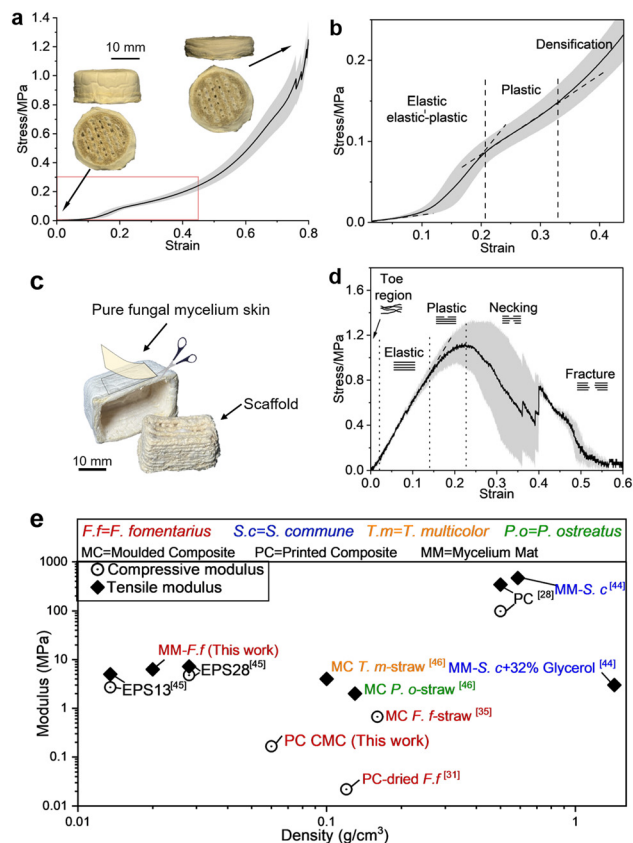 a
10 mm
Stress/MPa
1.4
1.2
1.0
0.8
0.6
0.4
0.2
0.0
0.0 0.2 0.4 0.6 0.8
Strain
b
Densification
Plastic
Elastic
elastic-plastic
Stress/MPa
0.2
0.1
0.0
0.1 0.2 0.3 0.4
Strain
c
Pure fungal mycelium skin
Scaffold
10 mm
d
Toe
region
Plastic
Necking
Elastic
Fracture
Stress/MPa
1.6
1.2
0.8
0.4
0.0
0.0 0.1 0.2 0.3 0.4 0.5 0.6
Strain
e
F.f=F. fomentarius S.c=S. commune T.m=T. multicolor P.o=P. ostreatus
MC=Moulded Composite PC=Printed Composite MM=Mycelium Mat
Compressive modulus
Tensile modulus
MM-S. c [44]
PC [28]
MM-F.f (This work)
EPS28[45]
EPS13[45]
MC T. m-straw [46]
MM-S. c+32% Glycerol [44]
MC P. o-straw [46]
MC F. f-straw [35]
PC CMC (This work)
PC-dried F.f [31]
Modulus (MPa)
1000
100
10
1
0.1
0.01
0.01 0.1 1
Density (g/cm³)